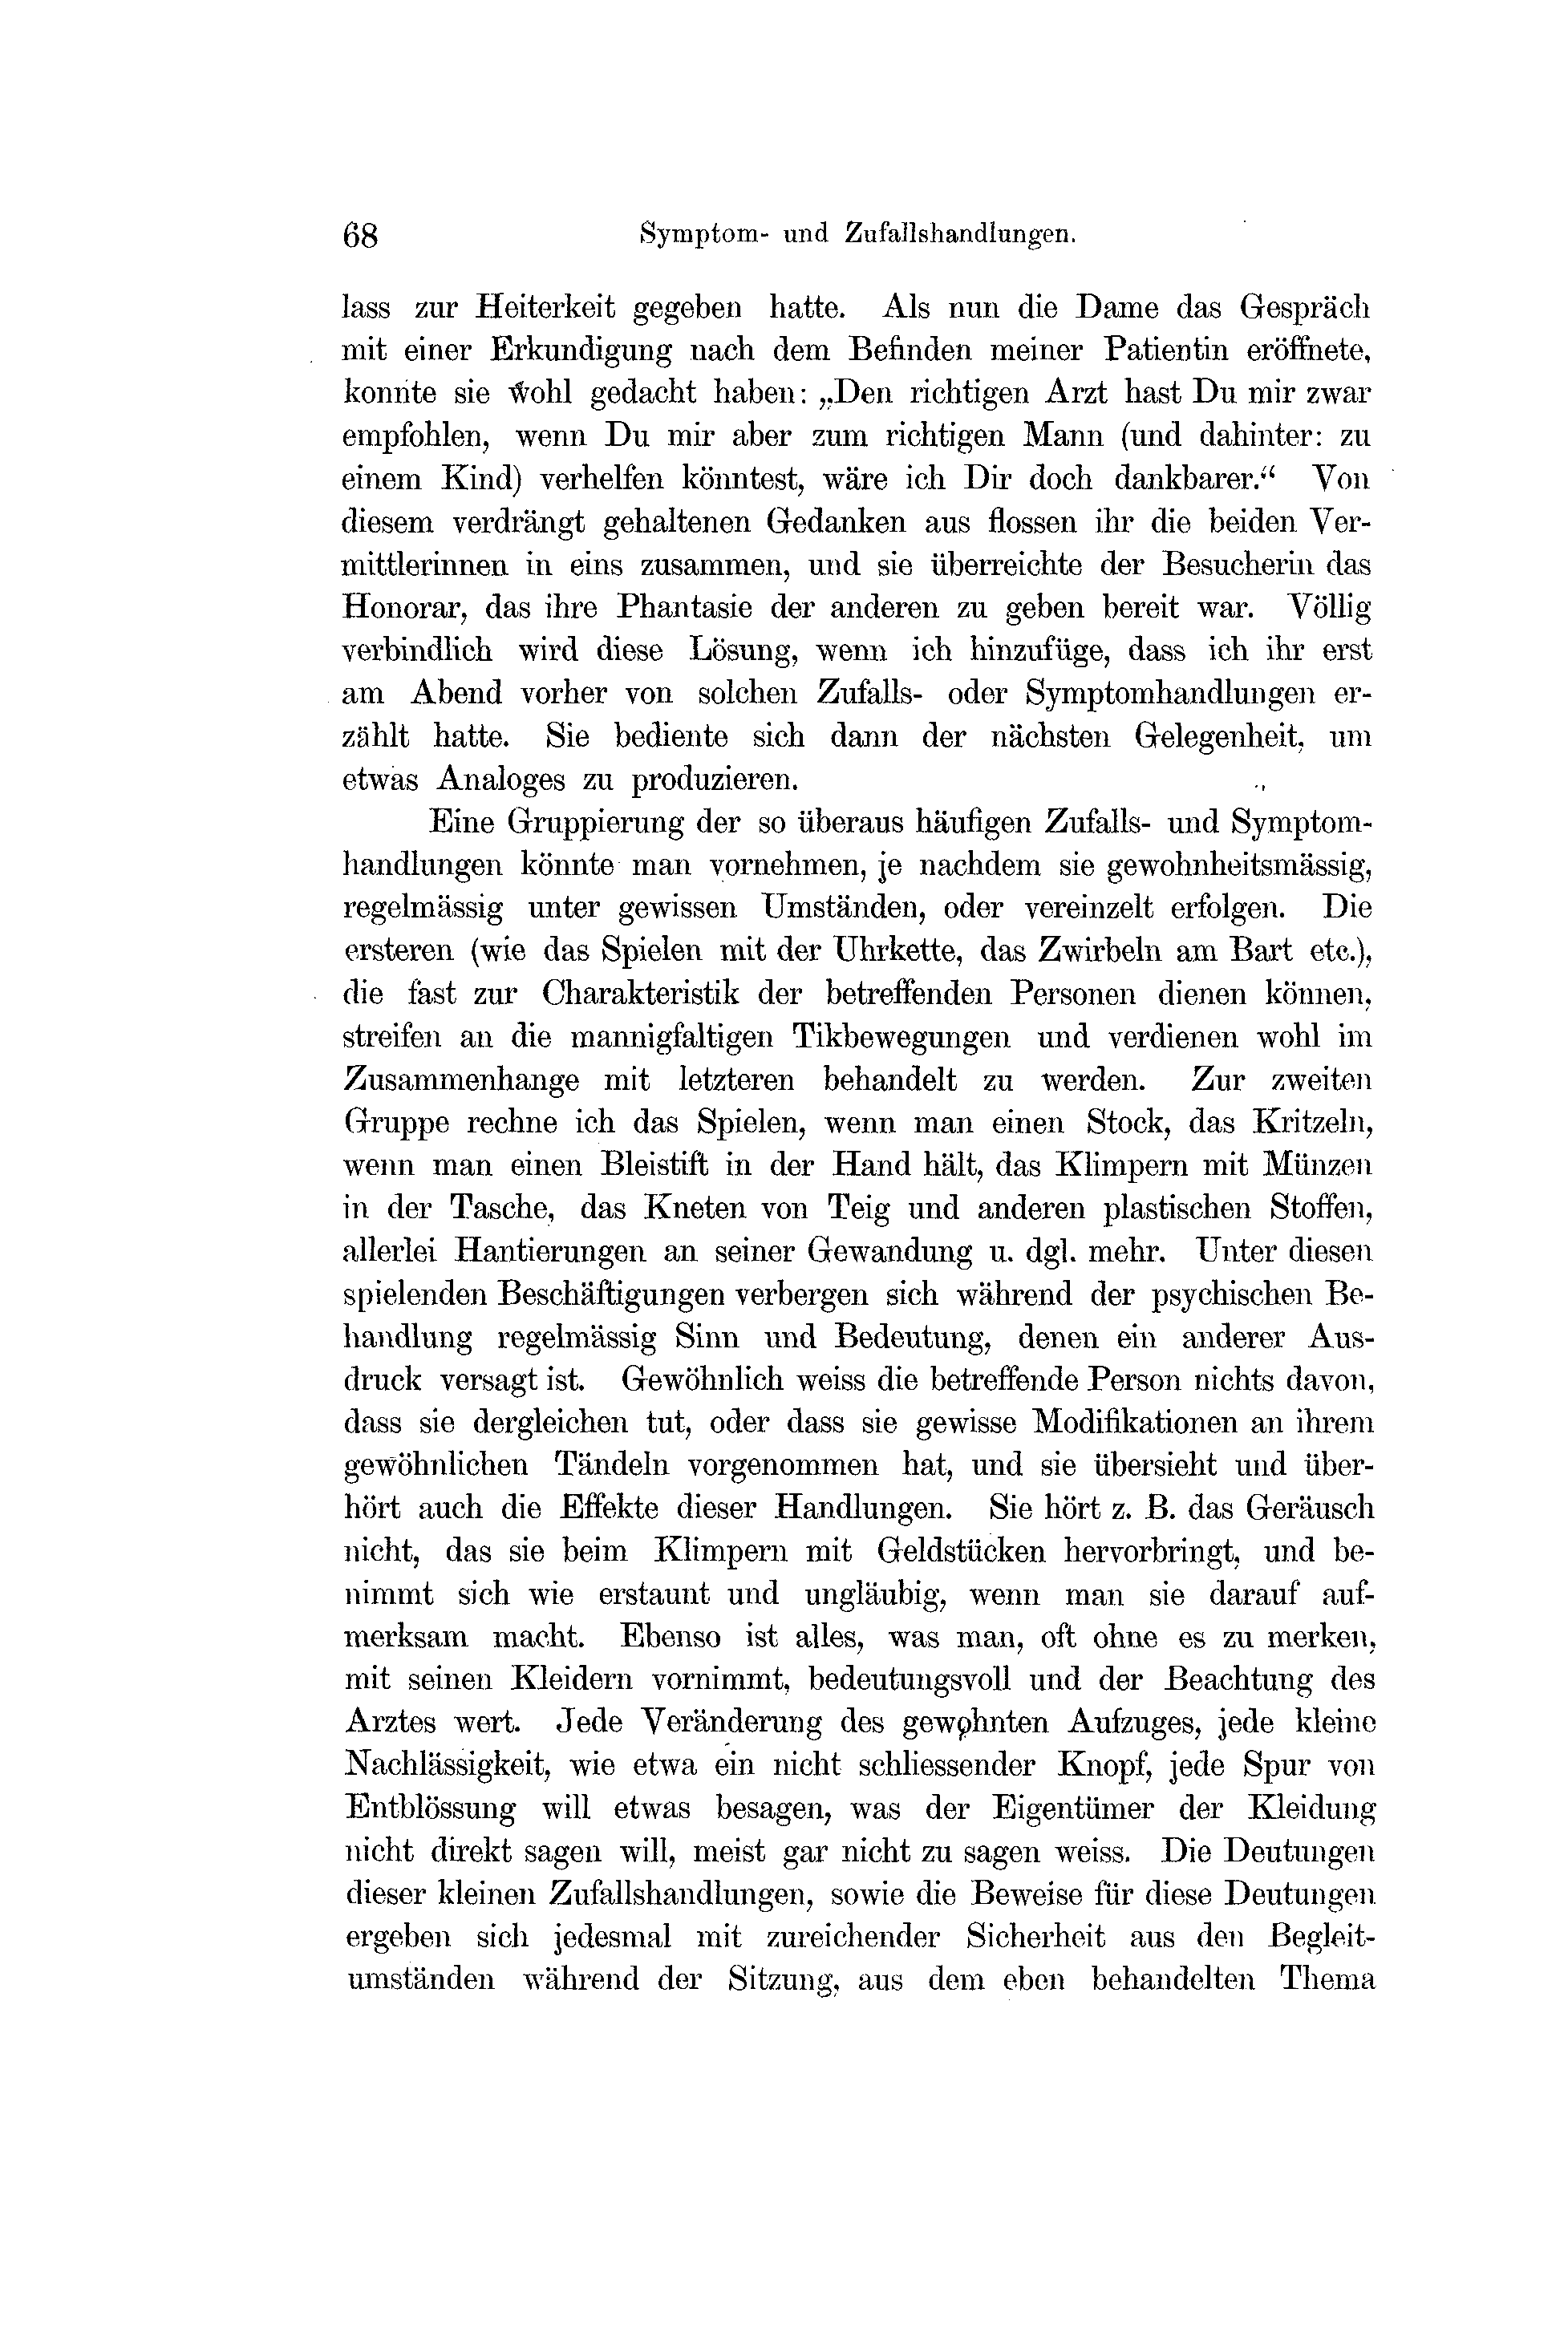 68 Symptom- und Zufallshandlungen.
lass zur Heiterkeit gegeben hatte. Als nun die Dame das Gespräch
mit einer Erkundigung nach dem Befinden meiner Patientin eröffnete,
konnte sie wohl gedacht haben: „Den richtigen Arzt hast Du mir zwar
empfohlen, wenn Du mir aber zum richtigen Mann (und dahinter: zu
einem Kind) verhelfen könntest, wäre ich Dir doch dankbarer.“ Von
diesem verdrängt gehaltenen Gedanken aus flossen ihr die beiden Ver-
mittlerinnen in eins zusammen, und sie überreichte der Besucherin das
Honorar, das ihre Phantasie der anderen zu geben bereit war. Völlig
verbindlich wird diese Lösung, wenn ich hinzufüge, dass ich ihr erst
am Abend vorher von solchen Zufalls- oder Symptomhandlungen er-
zählt hatte. Sie bediente sich dann der nächsten Gelegenheit, um
etwas Analoges zu produzieren.
Eine Gruppierung der so überaus häufigen Zufalls- und Symptom-
handlungen könnte man vornehmen, je nachdem sie gewohnheitsmässig,
regelmässig unter gewissen Umständen, oder vereinzelt erfolgen. Die
ersteren (wie das Spielen mit der Uhrkette, das Zwirbeln am Bart etc.),
die fast zur Charakteristik der betreffenden Personen dienen können,
streifen an die mannigfaltigen Tikbewegungen und verdienen wohl im
Zusammenhange mit letzteren behandelt zu werden. Zur zweiten
Gruppe rechne ich das Spielen, wenn man einen Stock, das Kritzeln,
wenn man einen Bleistift in der Hand hält, das Klimpern mit Münzen
in der Tasche, das Kneten von Teig und anderen plastischen Stoffen,
allerlei Hantierungen an seiner Gewandung u. dgl. mehr. Unter diesen
spielenden Beschäftigungen verbergen sich während der psychischen Be-
handlung regelmässig Sinn und Bedeutung, denen ein anderer Aus-
druck versagt ist. Gewöhnlich weiss die betreffende Person nichts davon,
dass sie dergleichen tut, oder dass sie gewisse Modifikationen an ihrem
gewöhnlichen Tändeln vorgenommen hat, und sie übersieht und über-
hört auch die Effekte dieser Handlungen. Sie hört z. B. das Geräusch
nicht, das sie beim Klimpern mit Geldstücken hervorbringt, und be-
nimmt sich wie erstaunt und ungläubig, wenn man sie darauf auf-
merksam macht. Ebenso ist alles, was man, oft ohne es zu merken,
mit seinen Kleidern vornimmt, bedeutungsvoll und der Beachtung des
Arztes wert. Jede Veränderung des gewohnten Aufzuges, jede kleine
Nachlässigkeit, wie etwa ein nicht schliessender Knopf, jede Spur von
Entblössung will etwas besagen, was der Eigentümer der Kleidung
nicht direkt sagen will, meist gar nicht zu sagen weiss. Die Deutungen
dieser kleinen Zufallshandlungen, sowie die Beweise für diese Deutungen
ergeben sich jedesmal mit zureichender Sicherheit aus den Begleit-
umständen während der Sitzung, aus dem eben behandelten Thema